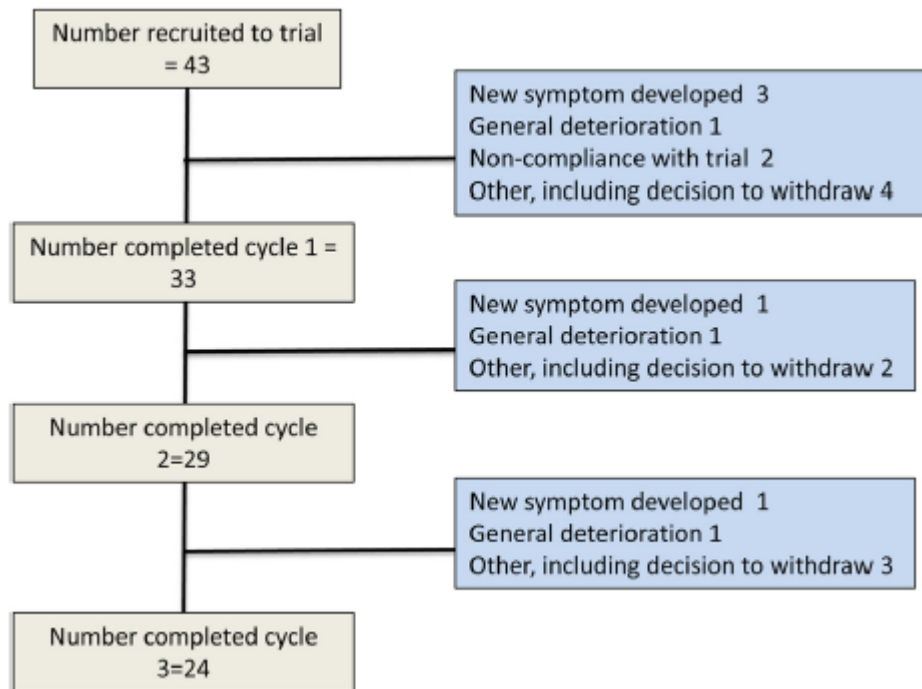 Number recruited to trial
= 43
New symptom developed 3
General deterioration 1
Non-compliance with trial 2
Other, including decision to withdraw 4
Number completed cycle 1 =
33
New symptom developed 1
General deterioration 1
Other, including decision to withdraw 2
Number completed cycle
2=29
New symptom developed 1
General deterioration 1
Other, including decision to withdraw 3
Number completed cycle
3=24